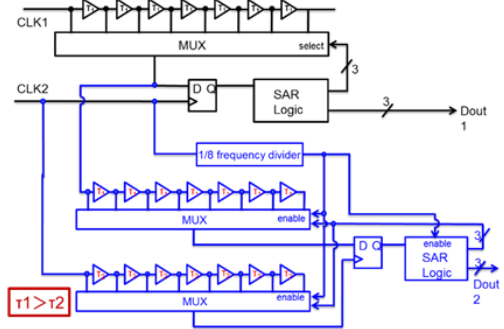 CLK1
MUX
select
3
CLK2
D Q
SAR
Logic
3
Dout
1
1/8 frequency divider
MUX
enable
D Q
enable
SAR
Logic
3
3
Dout
2
MUX
enable
τ1>τ2